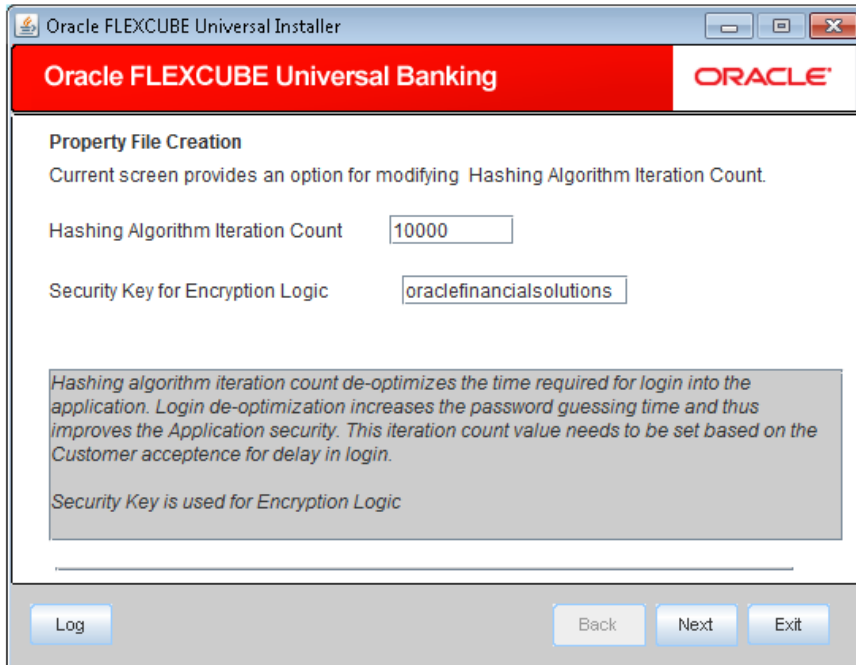 Oracle FLEXCUBE Universal Installer
Oracle FLEXCUBE Universal Banking
ORACLE
Property File Creation
Current screen provides an option for modifying Hashing Algorithm Iteration Count.
Hashing Algorithm Iteration Count 10000
Security Key for Encryption Logic oraclefinancialsolutions
Hashing algorithm iteration count de-optimizes the time required for login into the
application. Login de-optimization increases the password guessing time and thus
improves the Application security. This iteration count value needs to be set based on the
Customer acceptence for delay in login.
Security Key is used for Encryption Logic
Log Back Next Exit